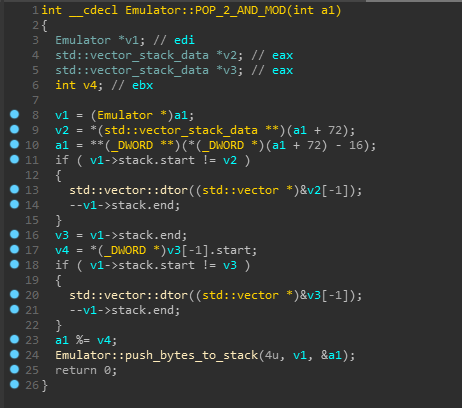 1 int __cdecl Emulator::POP_2_AND_MOD(int a1)
2 {
3 Emulator *v1; // edi
4 std::vector_stack_data *v2; // eax
5 std::vector_stack_data *v3; // eax
6 int v4; // ebx
7
8 v1 = (Emulator *)a1;
9 v2 = *(std::vector_stack_data **)(a1 + 72);
10 a1 = **(_DWORD **)(*(_DWORD *)(a1 + 72) - 16);
11 if ( v1->stack.start != v2 )
12 {
13 std::vector::dtor((std::vector *)&v2[-1]);
14 --v1->stack.end;
15 }
16 v3 = v1->stack.end;
17 v4 = *(_DWORD *)v3[-1].start;
18 if ( v1->stack.start != v3 )
19 {
20 std::vector::dtor((std::vector *)&v3[-1]);
21 --v1->stack.end;
22 }
23 a1 %= v4;
24 Emulator::push_bytes_to_stack(4u, v1, &a1);
25 return 0;
26 }